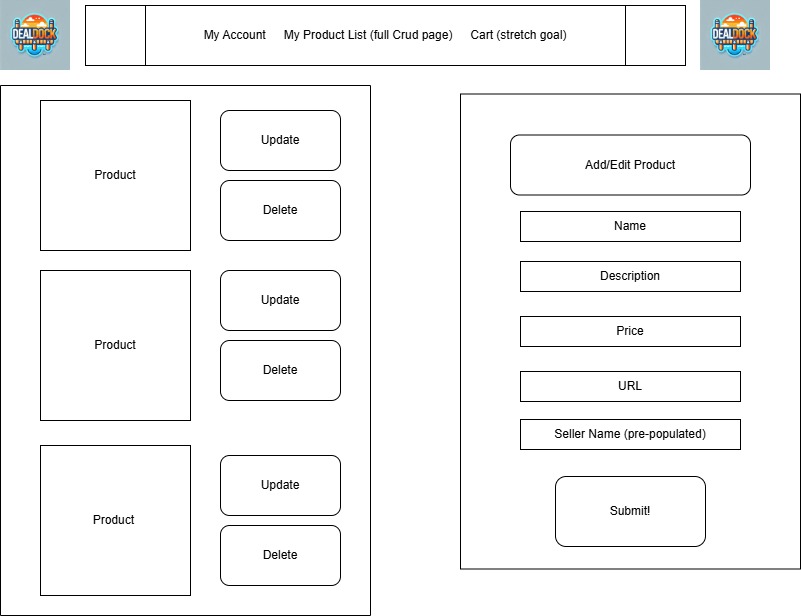 DEALDOCK
My Account My Product List (full Crud page) Cart (stretch goal)
DEALDOCK
Product
Update
Delete
Product
Update
Delete
Product
Update
Delete
Add/Edit Product
Name
Description
Price
URL
Seller Name (pre-populated)
Submit!